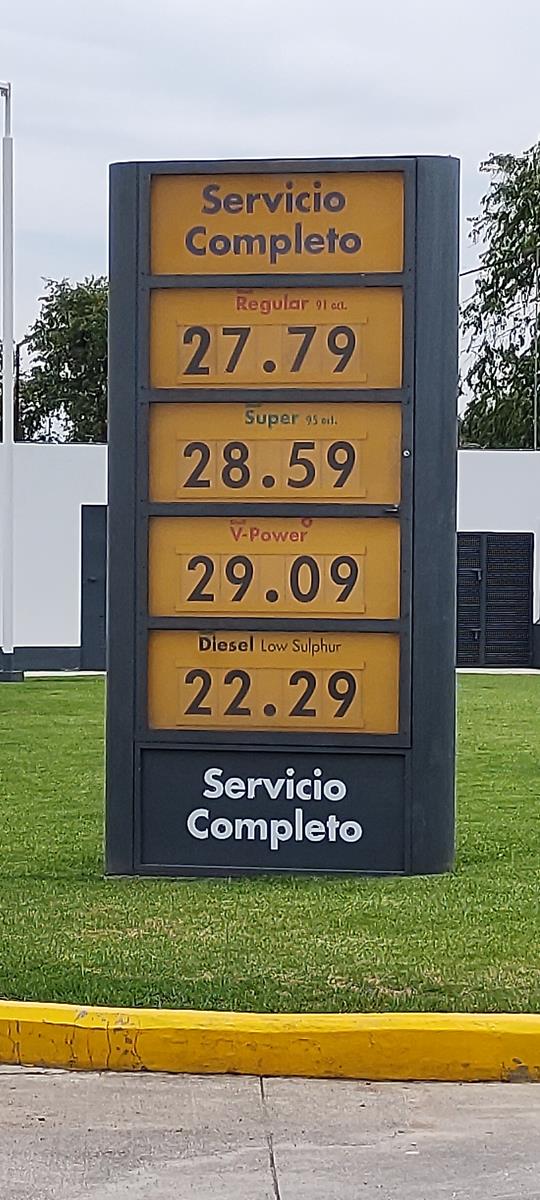 Servicio
Completo
Regular 91 oct.
27.79
Super 95 oct.
28.59
V-Power
29.09
Diesel Low Sulphur
22.29
Servicio
Completo